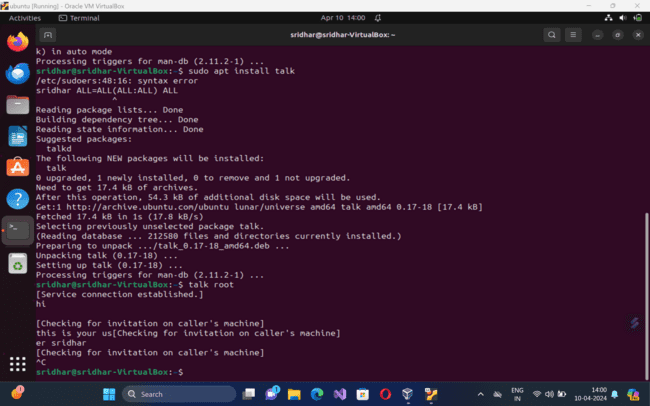 ubuntu [Running] - Oracle VM VirtualBox
Activities
Terminal
Apr 10 14:00
sridhar@sridhar-VirtualBox: ~
k) in auto mode
Processing triggers for man-db (2.11.2-1) ...
sridhar@sridhar-VirtualBox:~$ sudo apt install talk
/etc/sudoers:48:16: syntax error
sridhar ALL=ALL(ALL:ALL) ALL
^
Reading package lists... Done
Building dependency tree... Done
Reading state information... Done
Suggested packages:
talkd
The following NEW packages will be installed:
talk
0 upgraded, 1 newly installed, 0 to remove and 1 not upgraded.
Need to get 17.4 kB of archives.
After this operation, 54.3 kB of additional disk space will be used.
Get:1 http://archive.ubuntu.com/ubuntu lunar/universe amd64 talk amd64 0.17-18 [17.4 kB]
Fetched 17.4 kB in 1s (17.8 kB/s)
Selecting previously unselected package talk.
(Reading database ... 212580 files and directories currently installed.)
Preparing to unpack .../talk_0.17-18_amd64.deb ...
Unpacking talk (0.17-18) ...
Setting up talk (0.17-18) ...
Processing triggers for man-db (2.11.2-1) ...
sridhar@sridhar-VirtualBox:~$ talk root
[Service connection established.]
hi
[Checking for invitation on caller's machine]
this is your us[Checking for invitation on caller's machine]
er sridhar
[Checking for invitation on caller's machine]
^C
sridhar@sridhar-VirtualBox:~$
Search
ENG
IN
14:00
10-04-2024